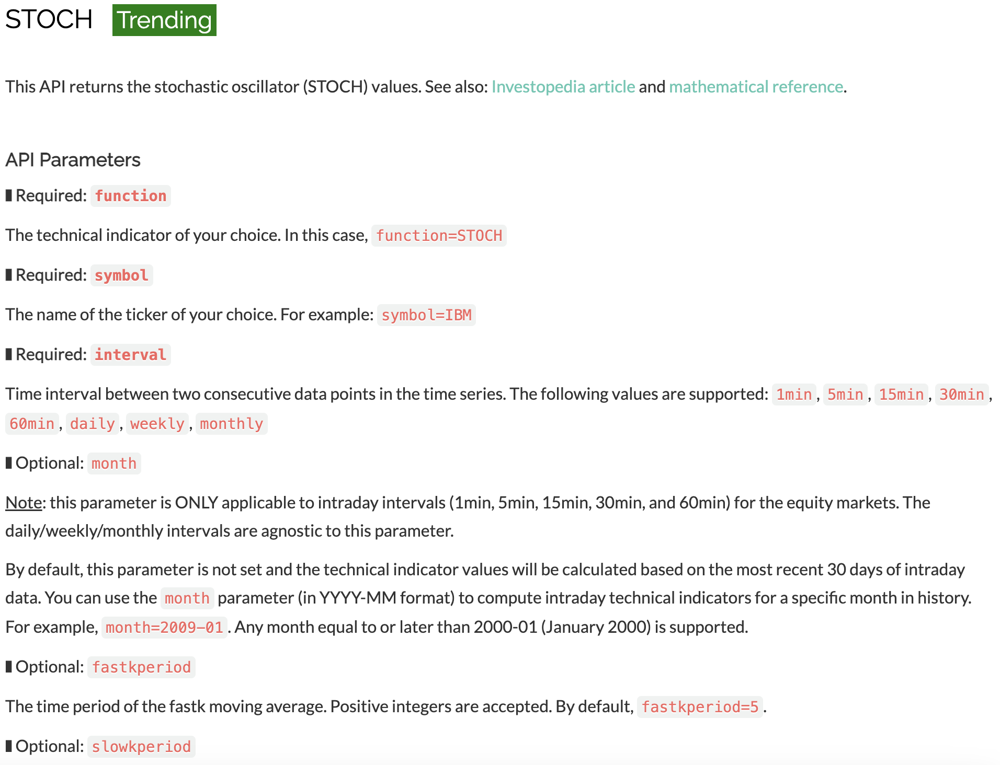 STOCH Trending
This API returns the stochastic oscillator (STOCH) values. See also: Investopedia article and mathematical reference.
API Parameters
Required: function
The technical indicator of your choice. In this case, function=STOCH
Required: symbol
The name of the ticker of your choice. For example: symbol=IBM
Required: interval
Time interval between two consecutive data points in the time series. The following values are supported: 1min, 5min, 15min, 30min,
60min, daily, weekly, monthly
Optional: month
Note: this parameter is ONLY applicable to intraday intervals (1min, 5min, 15min, 30min, and 60min) for the equity markets. The
daily/weekly/monthly intervals are agnostic to this parameter.
By default, this parameter is not set and the technical indicator values will be calculated based on the most recent 30 days of intraday
data. You can use the month parameter (in YYYY-MM format) to compute intraday technical indicators for a specific month in history.
For example, month=2009-01. Any month equal to or later than 2000-01 (January 2000) is supported.
Optional: fastkperiod
The time period of the fastk moving average. Positive integers are accepted. By default, fastkperiod=5.
Optional: slowkperiod